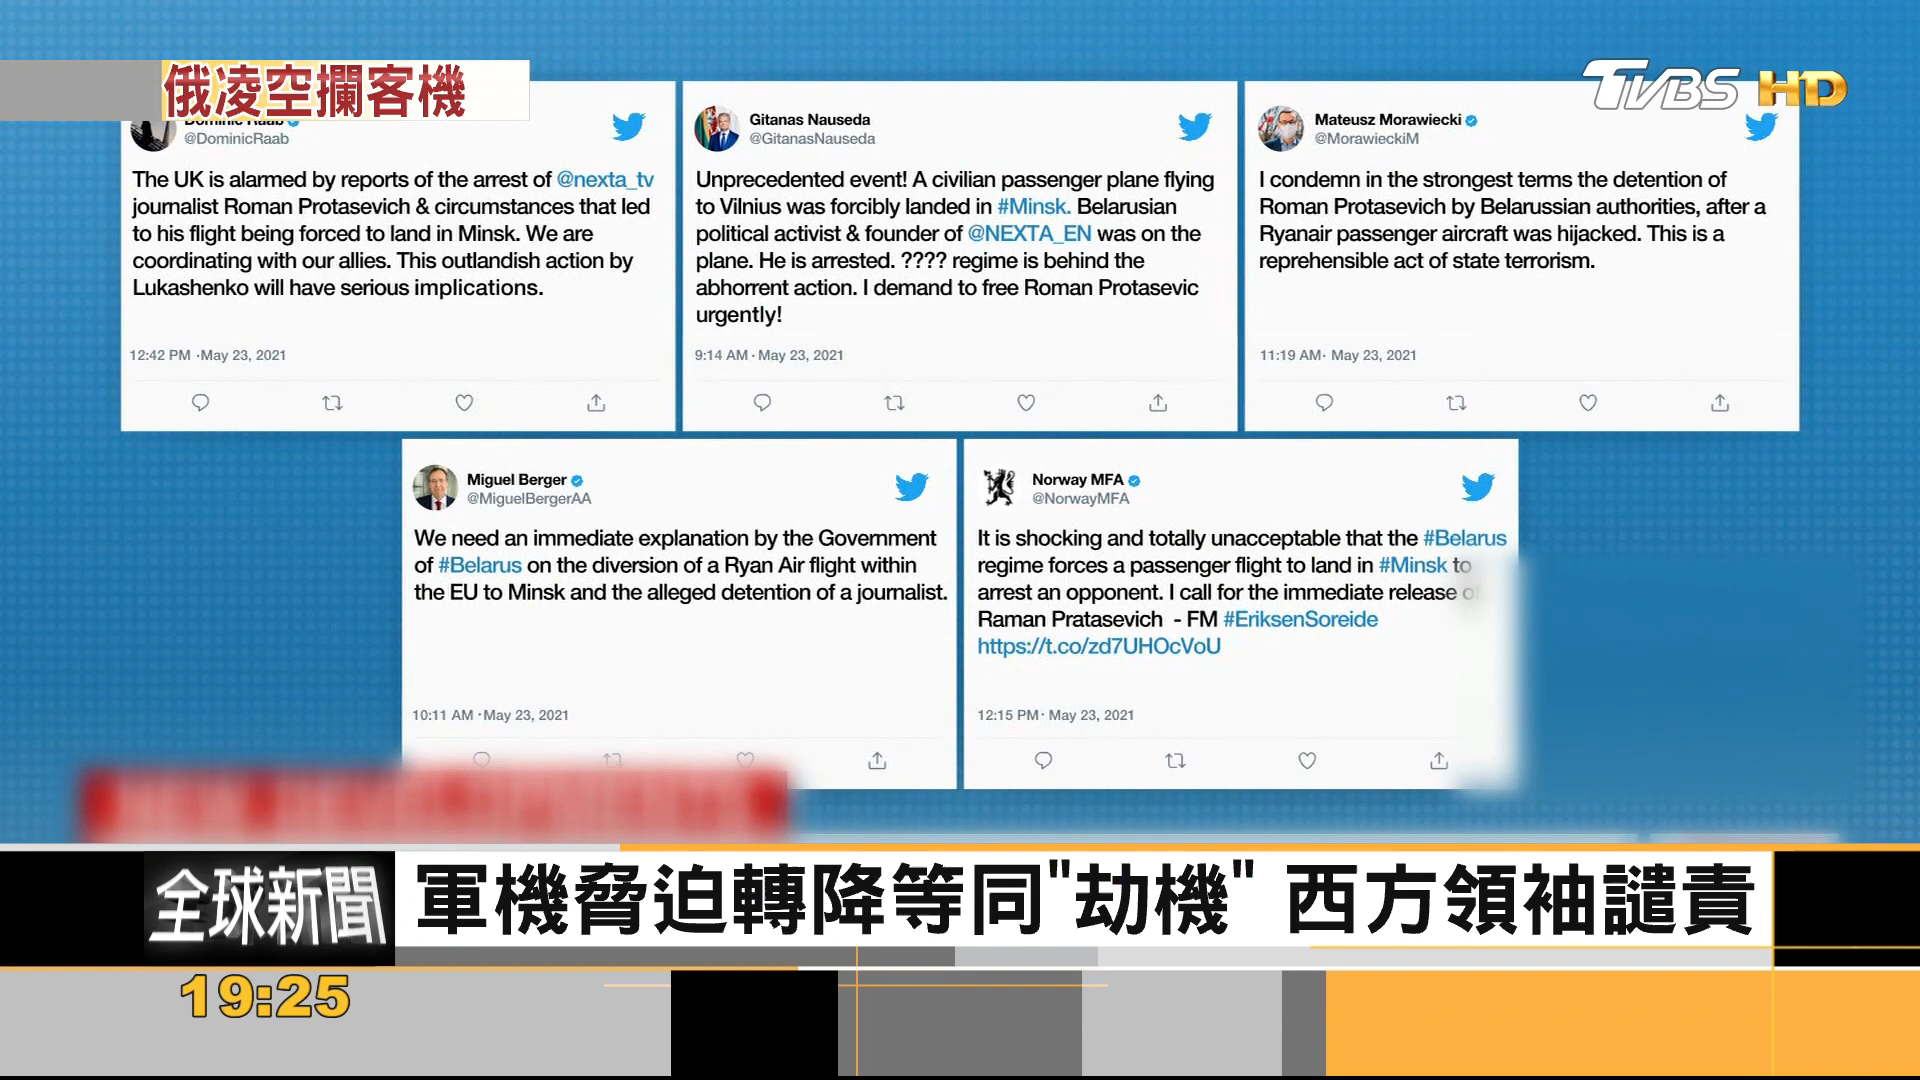 俄凌空攔客機
TVBS HD
Dominic Raab
@DominicRaab
The UK is alarmed by reports of the arrest of @nexta_tv
journalist Roman Protasevich & circumstances that led
to his flight being forced to land in Minsk. We are
coordinating with our allies. This outlandish action by
Lukashenko will have serious implications.
12:42 PM ·May 23, 2021
Gitanas Nauseda
@GitanasNauseda
Unprecedented event! A civilian passenger plane flying
to Vilnius was forcibly landed in #Minsk. Belarusian
political activist & founder of @NEXTA_EN was on the
plane. He is arrested. ???? regime is behind the
abhorrent action. I demand to free Roman Protasevic
urgently!
9:14 AM · May 23, 2021
Mateusz Morawiecki
@MorawieckiM
I condemn in the strongest terms the detention of
Roman Protasevich by Belarussian authorities, after a
Ryanair passenger aircraft was hijacked. This is a
reprehensible act of state terrorism.
11:19 AM· May 23, 2021
Miguel Berger
@MiguelBergerAA
We need an immediate explanation by the Government
of #Belarus on the diversion of a Ryan Air flight within
the EU to Minsk and the alleged detention of a journalist.
10:11 AM ·May 23, 2021
Norway MFA
@NorwayMFA
It is shocking and totally unacceptable that the #Belarus
regime forces a passenger flight to land in #Minsk to
arrest an opponent. I call for the immediate release of
Raman Pratasevich - FM #EriksenSoreide
https://t.co/zd7UHOcVoU
12:15 PM· May 23, 2021
全球新聞
軍機脅迫轉降等同"劫機" 西方領袖譴責
19:25